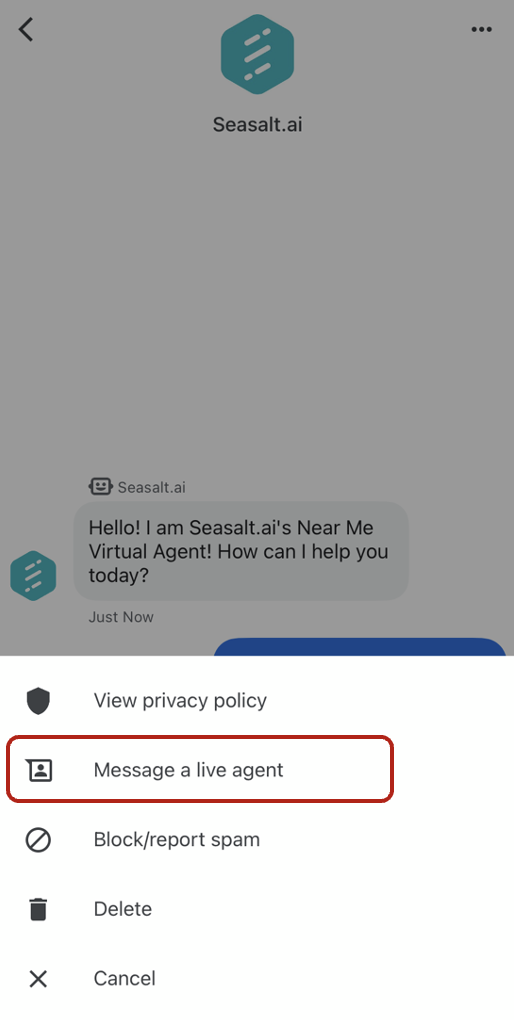 Seasalt.ai
Seasalt.ai
Hello! I am Seasalt.ai's Near Me
Virtual Agent! How can I help you
today?
Just Now
View privacy policy
Message a live agent
Block/report spam
Delete
Cancel